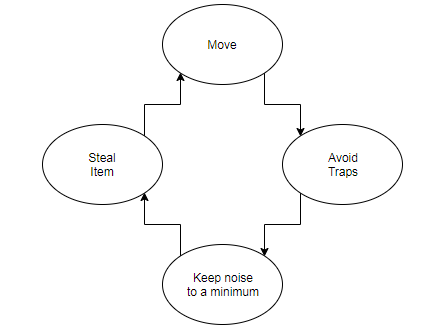 Move
Avoid
Traps
Keep noise
to a minimum
Steal
Item